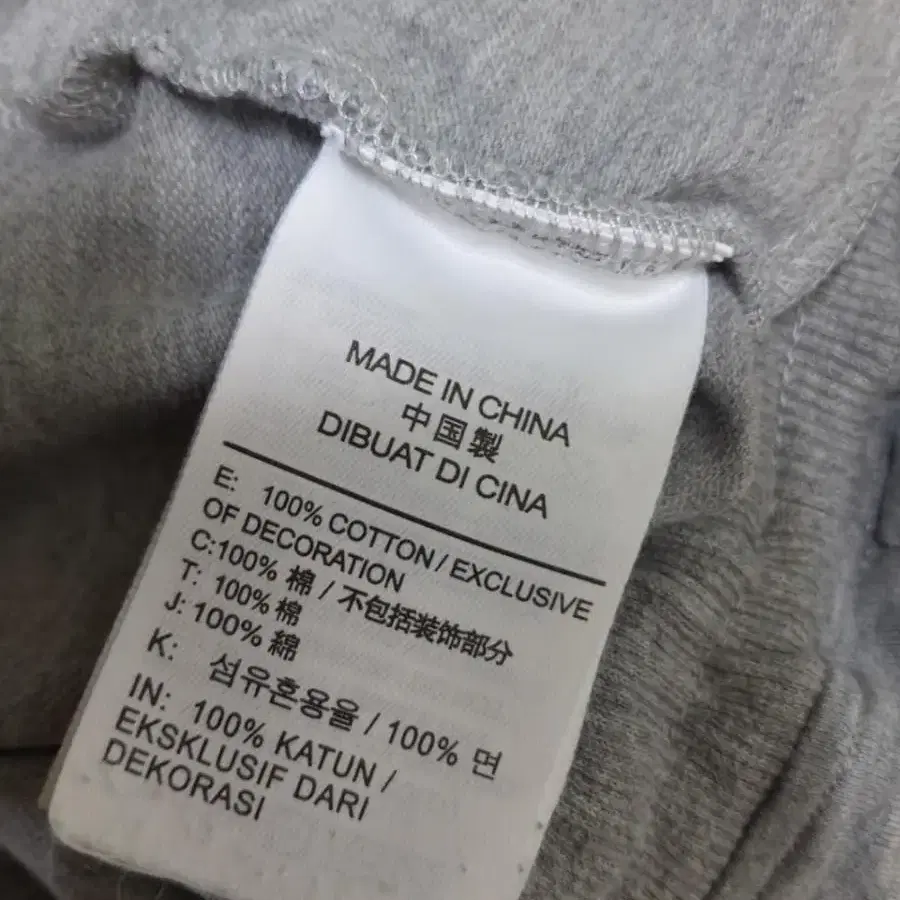 MADE IN CHINA
中国製
DIBUAT DI CINA
E: 100% COTTON / EXCLUSIVE
OF DECORATION
C:100% 棉 / 不包括装饰部分
T: 100% 棉
J: 100% 綿
K: 섬유혼용율 / 100% 면
IN: 100% KATUN /
EKSKLUSIF DARI
DEKORASI